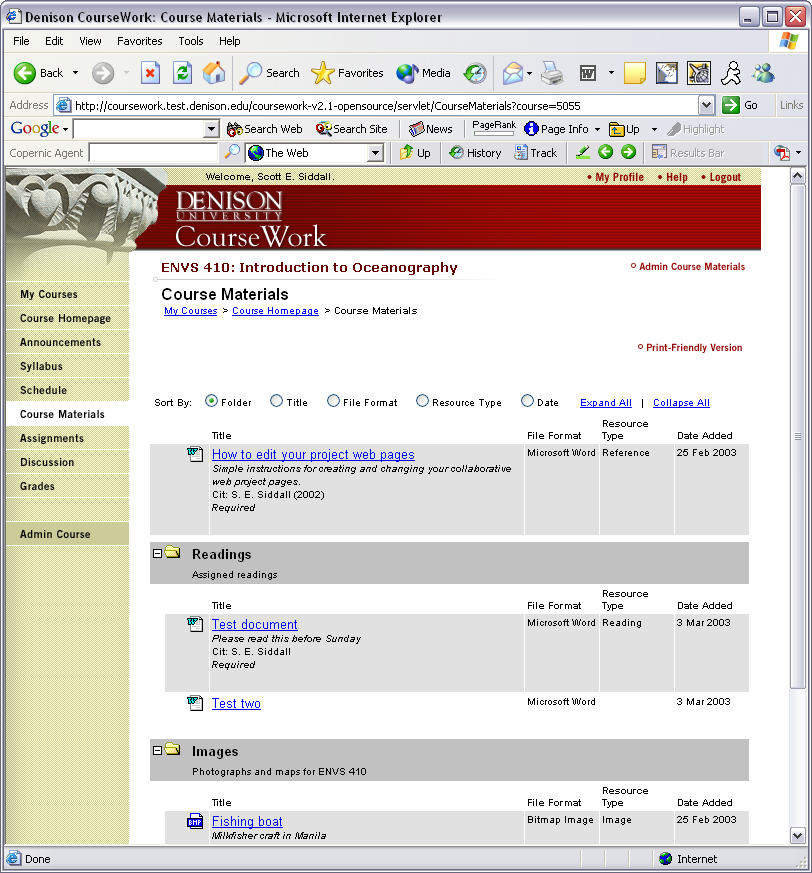 Denison CourseWork: Course Materials - Microsoft Internet Explorer
File Edit View Favorites Tools Help
Back Search Favorites Media
Address http://coursework.test.denison.edu/coursework-v2.1-opensource/servlet/CourseMaterials?course=5055 Go Links
Google Search Web Search Site News PageRank Page Info Up Highlight
Copernic Agent The Web Up History Track Results Bar
Welcome, Scott E. Siddall. • My Profile • Help • Logout
DENISON
UNIVERSITY
CourseWork
ENVS 410: Introduction to Oceanography
Admin Course Materials
Course Materials
My Courses > Course Homepage > Course Materials
Print-Friendly Version
My Courses
Course Homepage
Announcements
Syllabus
Schedule
Course Materials
Assignments
Discussion
Grades
Admin Course
Sort By: Folder Title File Format Resource Type Date Expand All | Collapse All
Title File Format Resource Type Date Added
How to edit your project web pages Microsoft Word Reference 25 Feb 2003
Simple instructions for creating and changing your collaborative
web project pages.
Cit: S. E. Siddall (2002)
Required
Readings
Assigned readings
Title File Format Resource Type Date Added
Test document Microsoft Word Reading 3 Mar 2003
Please read this before Sunday
Cit: S. E. Siddall
Required
Test two Microsoft Word 3 Mar 2003
Images
Photographs and maps for ENVS 410
Title File Format Resource Type Date Added
BMP Fishing boat Bitmap Image Image 25 Feb 2003
Milkfisher craft in Manila
Done Internet